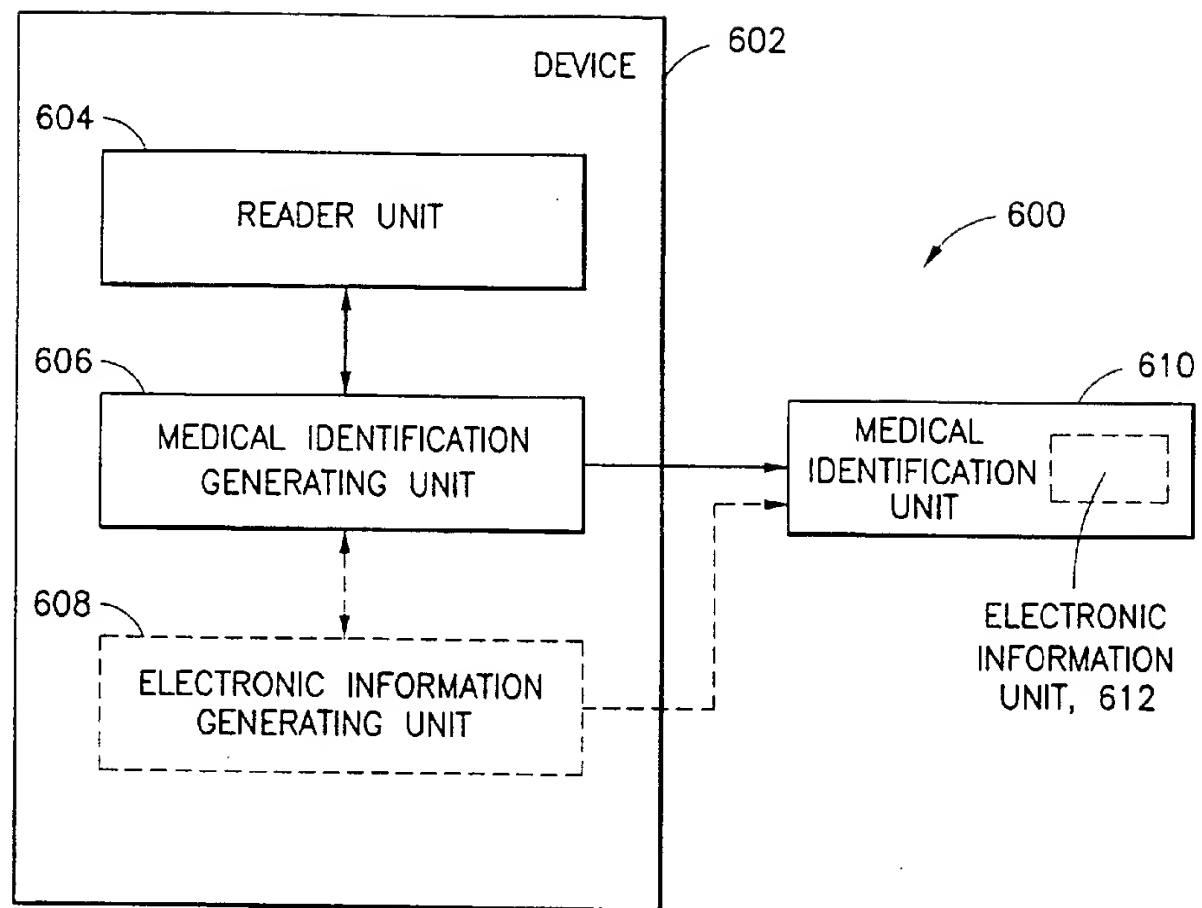 DEVICE
602
604
READER UNIT
600
606
MEDICAL IDENTIFICATION
GENERATING UNIT
610
MEDICAL
IDENTIFICATION
UNIT
608
ELECTRONIC INFORMATION
GENERATING UNIT
ELECTRONIC
INFORMATION
UNIT, 612